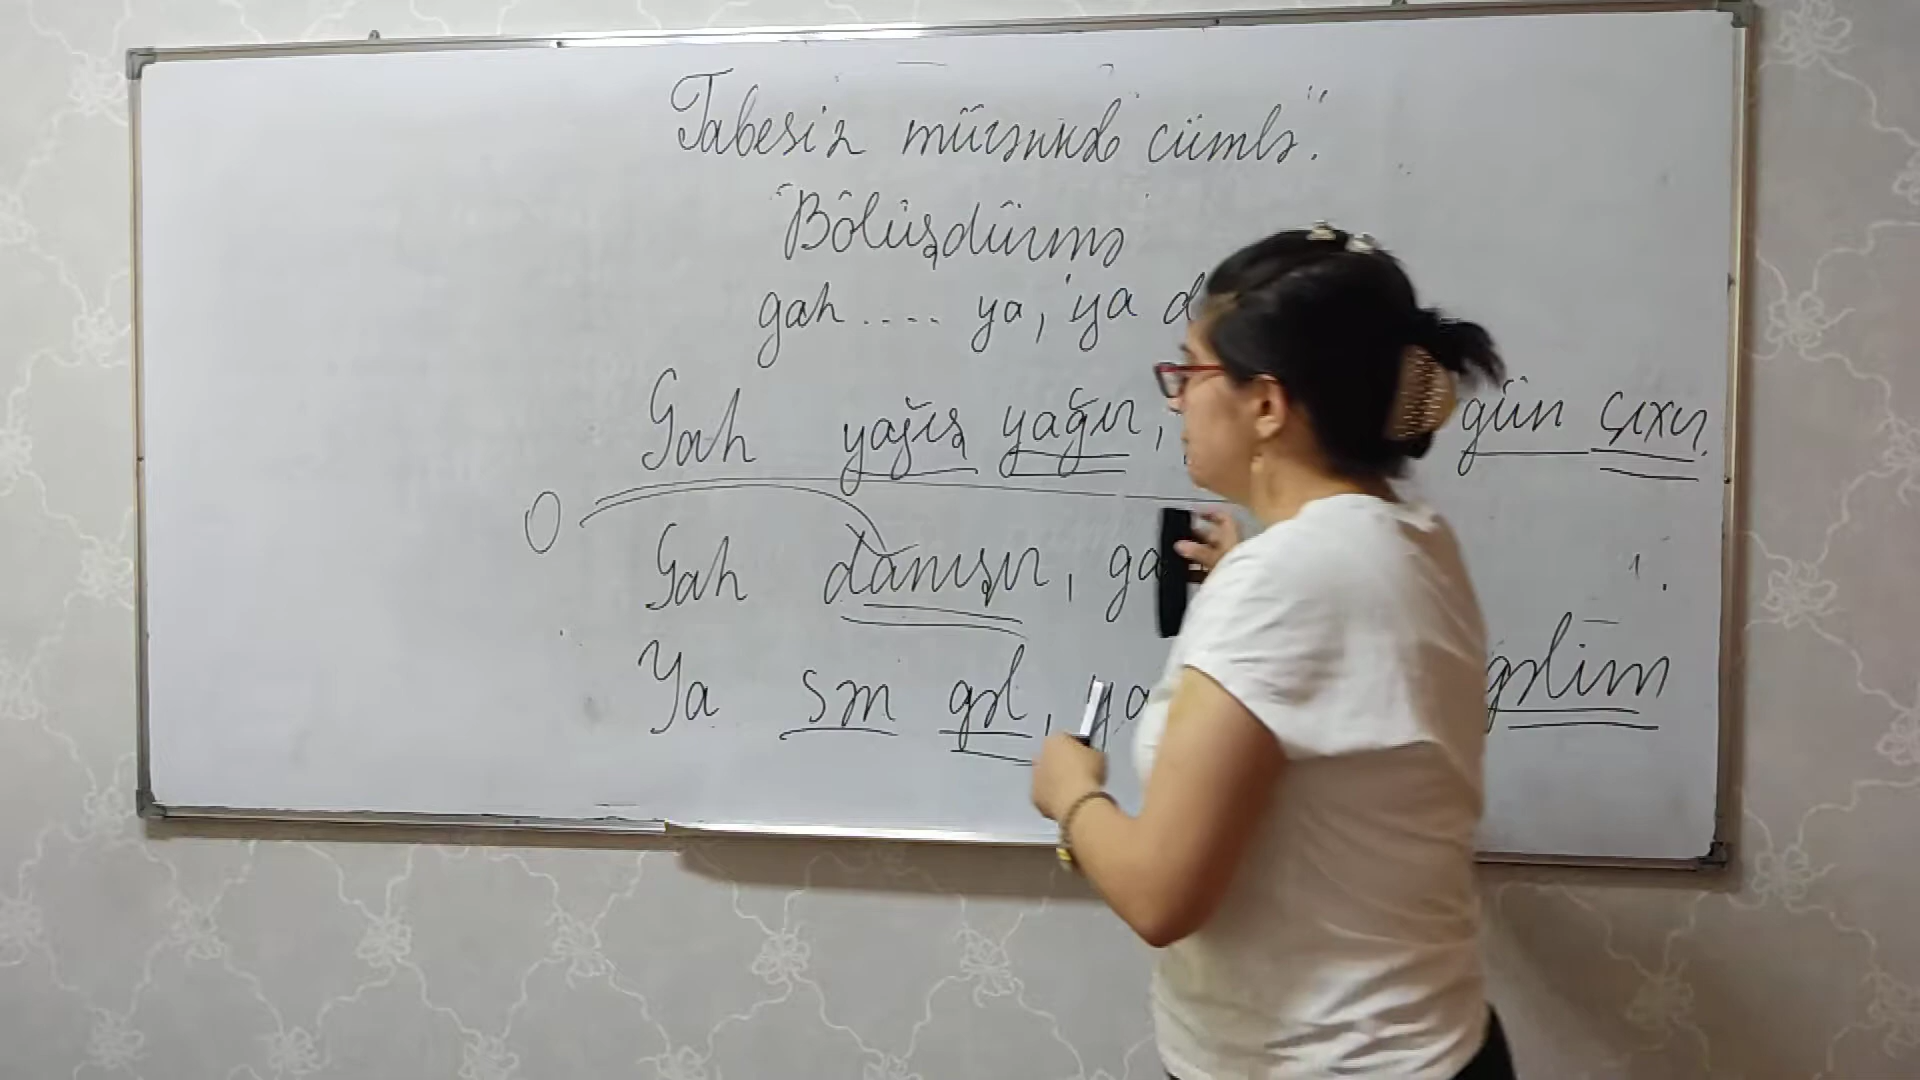 Tabesiz mürəkkəb cümlə.
Bölüşdürmə
gah .... ya, ya d
Gah yağış yağır, gün çıxır.
O Gah danışır, ga
Ya sən gəl, ya gəlim